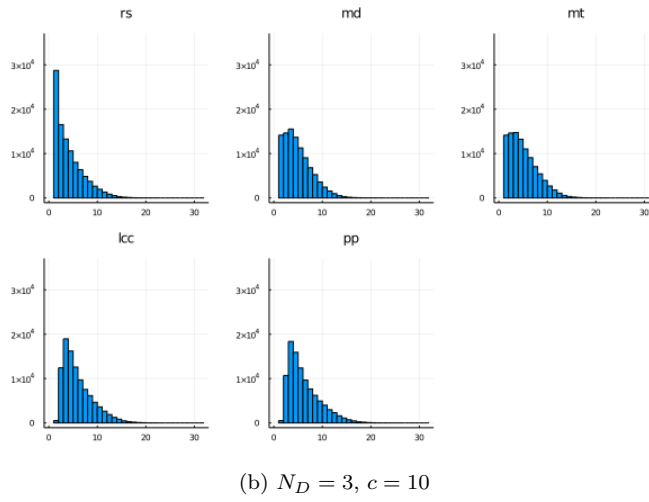 rs md mt
3×10⁴ 3×10⁴ 3×10⁴
2×10⁴ 2×10⁴ 2×10⁴
1×10⁴ 1×10⁴ 1×10⁴
0 0 0
0 10 20 30 0 10 20 30 0 10 20 30
lcc pp
3×10⁴ 3×10⁴
2×10⁴ 2×10⁴
1×10⁴ 1×10⁴
0 0
0 10 20 30 0 10 20 30
(b) N_D = 3, c = 10